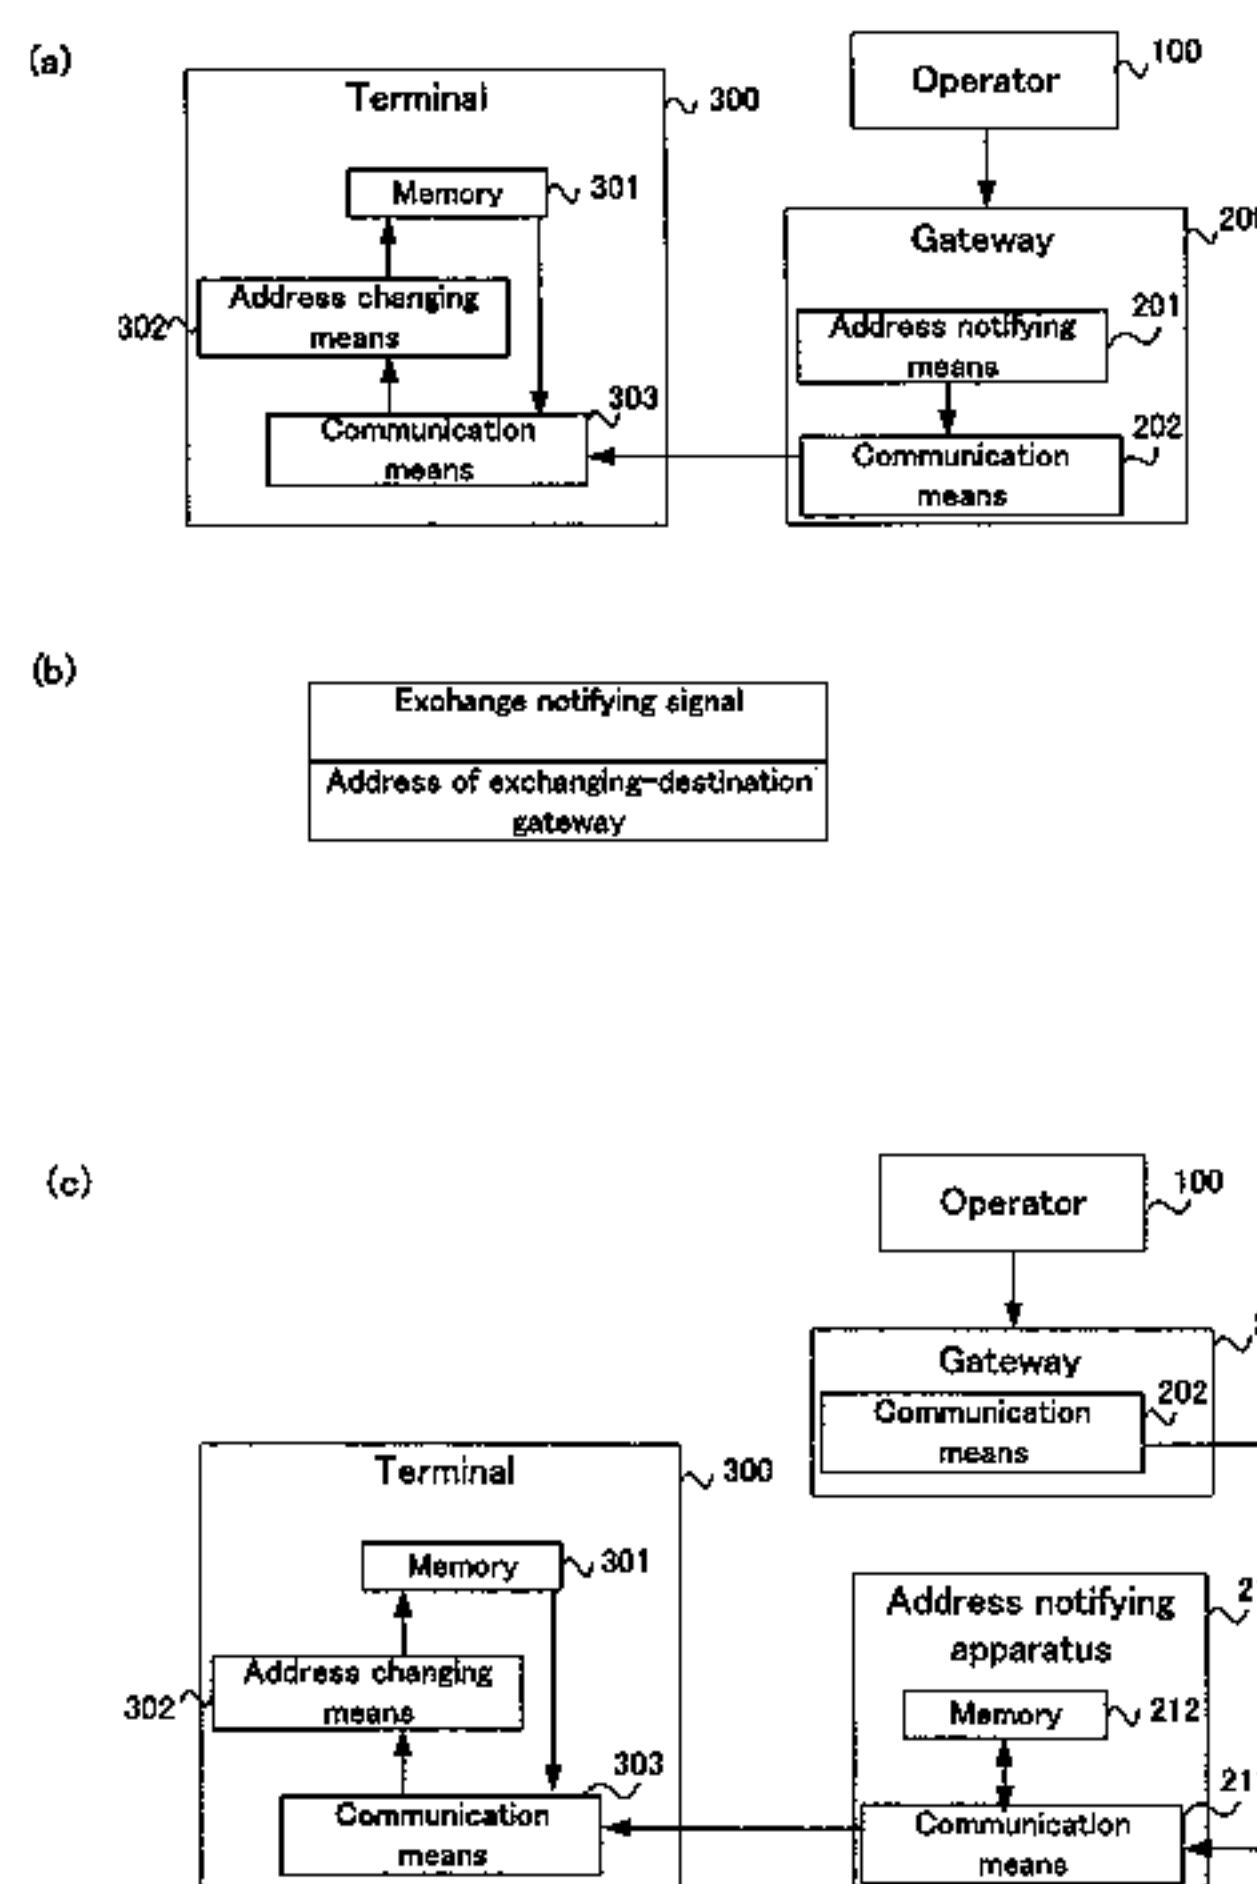 (a)
Operator
100
Terminal
300
Memory
301
Gateway
Address changing
means
302
Address notifying
means
201
303
Communication
means
Communication
means
202
(b)
Exchange notifying signal
Address of exchanging-destination
gateway
(c)
Operator
100
Gateway
Communication
means
202
Terminal
300
Memory
301
Address changing
means
302
303
Communication
means
Address notifying
apparatus
Memory
212
Communication
means